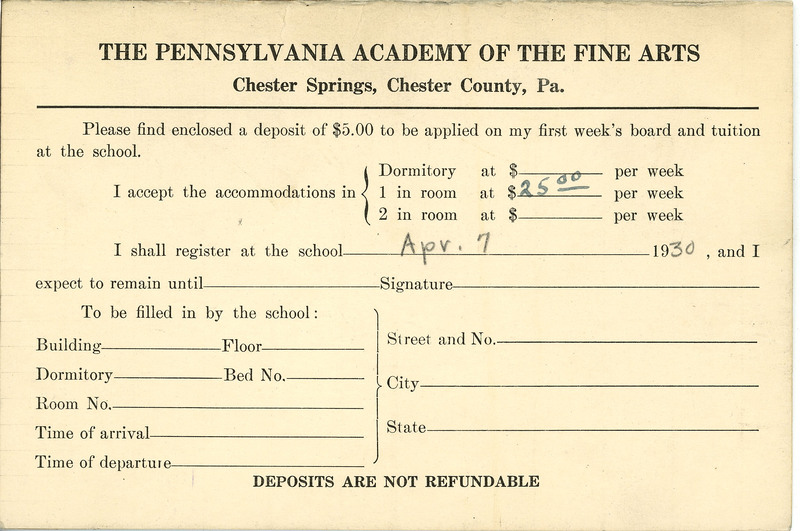 THE PENNSYLVANIA ACADEMY OF THE FINE ARTS
Chester Springs, Chester County, Pa.
Please find enclosed a deposit of $5.00 to be applied on my first week's board and tuition
at the school.
I accept the accommodations in
Dormitory at $ per week
1 in room at $25 00 per week
2 in room at $ per week
I shall register at the school Apr. 7 1930, and I
expect to remain until Signature
To be filled in by the school:
Building Floor
Dormitory Bed No.
Room No.
Time of arrival
Time of departure
Street and No.
City
State
DEPOSITS ARE NOT REFUNDABLE